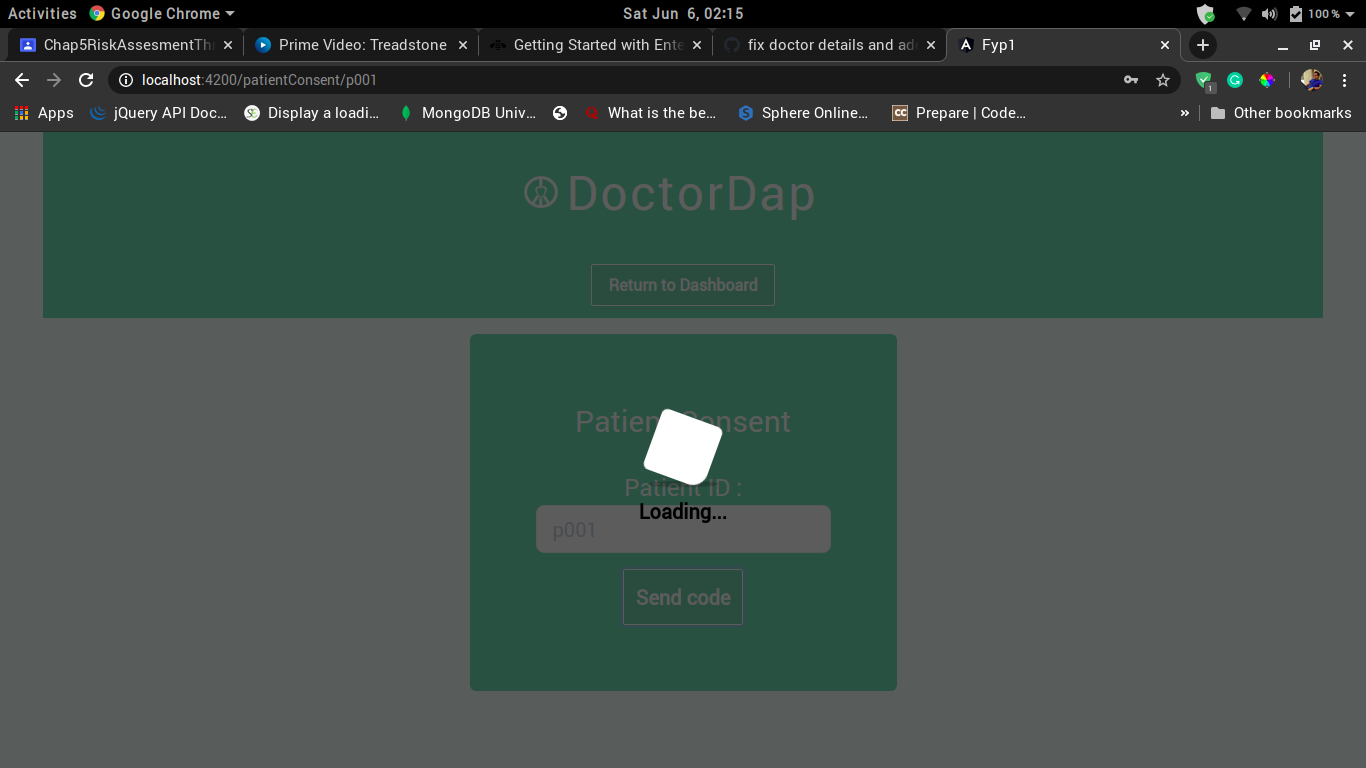 Activities Google Chrome Sat Jun 6, 02:15 100 %
Chap5RiskAssesmentTh Prime Video: Treadstone Getting Started with Ente fix doctor details and ad Fyp1
localhost:4200/patientConsent/p001 1
Apps jQuery API Doc... Display a loadi... MongoDB Univ... What is the be... Sphere Online... CC Prepare | Code... » Other bookmarks
DoctorDap
Return to Dashboard
Patient Consent
Patient ID :
Loading...
p001
Send code